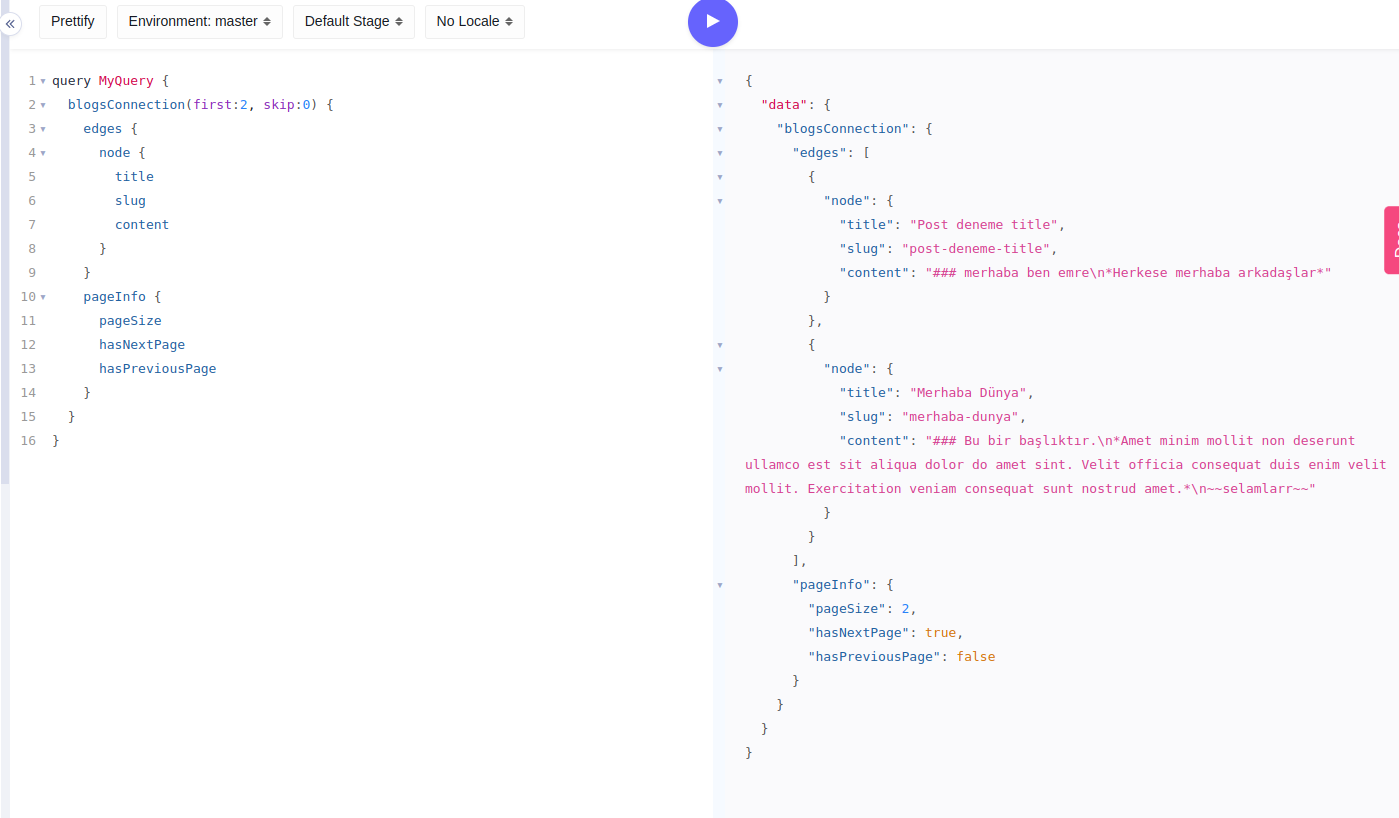 Prettify Environment: master Default Stage No Locale
1 query MyQuery {
2 blogsConnection(first:2, skip:0) {
3 edges {
4 node {
5 title
6 slug
7 content
8 }
9 }
10 pageInfo {
11 pageSize
12 hasNextPage
13 hasPreviousPage
14 }
15 }
16 }
{
"data": {
"blogsConnection": {
"edges": [
{
"node": {
"title": "Post deneme title",
"slug": "post-deneme-title",
"content": "### merhaba ben emre\n*Herkese merhaba arkadaşlar*"
}
},
{
"node": {
"title": "Merhaba Dünya",
"slug": "merhaba-dunya",
"content": "### Bu bir başlıktır.\n*Amet minim mollit non deserunt
ullamco est sit aliqua dolor do amet sint. Velit officia consequat duis enim velit
mollit. Exercitation veniam consequat sunt nostrud amet.*\n~~selamlarr~~"
}
}
],
"pageInfo": {
"pageSize": 2,
"hasNextPage": true,
"hasPreviousPage": false
}
}
}
}